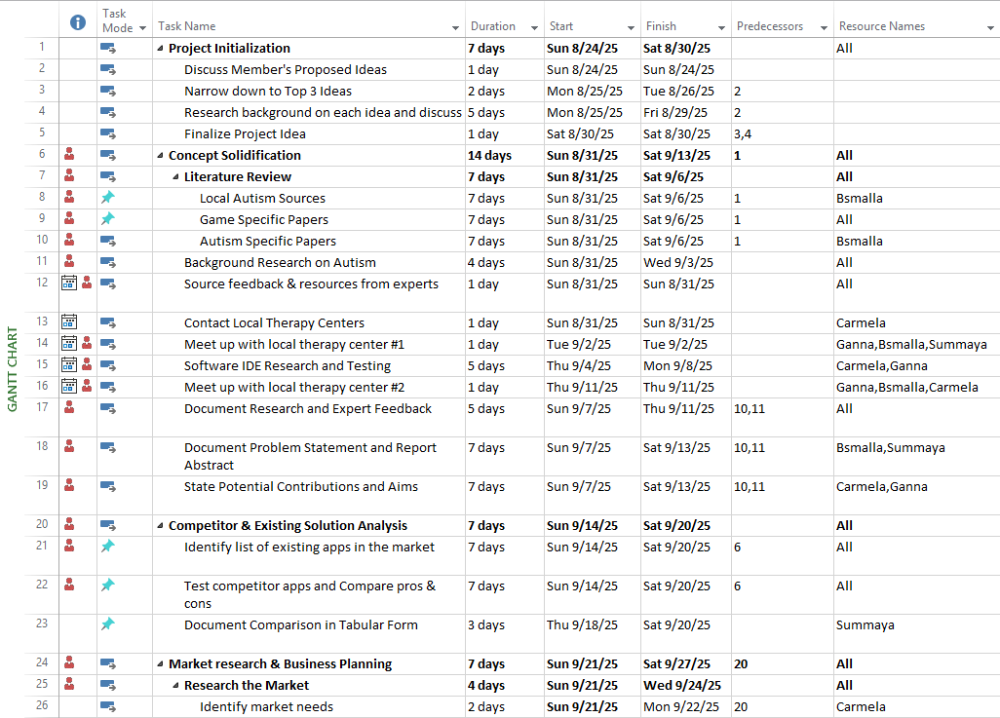 Task Mode Task Name Duration Start Finish Predecessors Resource Names
1 Project Initialization 7 days Sun 8/24/25 Sat 8/30/25 All
2 Discuss Member's Proposed Ideas 1 day Sun 8/24/25 Sun 8/24/25
3 Narrow down to Top 3 Ideas 2 days Mon 8/25/25 Tue 8/26/25 2
4 Research background on each idea and discuss 5 days Mon 8/25/25 Fri 8/29/25 2
5 Finalize Project Idea 1 day Sat 8/30/25 Sat 8/30/25 3,4
6 Concept Solidification 14 days Sun 8/31/25 Sat 9/13/25 1 All
7 Literature Review 7 days Sun 8/31/25 Sat 9/6/25 All
8 Local Autism Sources 7 days Sun 8/31/25 Sat 9/6/25 1 Bsmalla
9 Game Specific Papers 7 days Sun 8/31/25 Sat 9/6/25 1 All
10 Autism Specific Papers 7 days Sun 8/31/25 Sat 9/6/25 1 Bsmalla
11 Background Research on Autism 4 days Sun 8/31/25 Wed 9/3/25 All
12 Source feedback & resources from experts 1 day Sun 8/31/25 Sun 8/31/25 All
13 Contact Local Therapy Centers 1 day Sun 8/31/25 Sun 8/31/25 Carmela
14 Meet up with local therapy center #1 1 day Tue 9/2/25 Tue 9/2/25 Ganna,Bsmalla,Summaya
15 Software IDE Research and Testing 5 days Thu 9/4/25 Mon 9/8/25 Carmela,Ganna
16 Meet up with local therapy center #2 1 day Thu 9/11/25 Thu 9/11/25 Ganna,Bsmalla,Carmela
17 Document Research and Expert Feedback 5 days Sun 9/7/25 Thu 9/11/25 10,11 All
18 Document Problem Statement and Report Abstract 7 days Sun 9/7/25 Sat 9/13/25 10,11 Bsmalla,Summaya
19 State Potential Contributions and Aims 7 days Sun 9/7/25 Sat 9/13/25 10,11 Carmela,Ganna
20 Competitor & Existing Solution Analysis 7 days Sun 9/14/25 Sat 9/20/25 All
21 Identify list of existing apps in the market 7 days Sun 9/14/25 Sat 9/20/25 6 All
22 Test competitor apps and Compare pros & cons 7 days Sun 9/14/25 Sat 9/20/25 6 All
23 Document Comparison in Tabular Form 3 days Thu 9/18/25 Sat 9/20/25 Summaya
24 Market research & Business Planning 7 days Sun 9/21/25 Sat 9/27/25 20 All
25 Research the Market 4 days Sun 9/21/25 Wed 9/24/25 All
26 Identify market needs 2 days Sun 9/21/25 Mon 9/22/25 20 Carmela
GANTT CHART